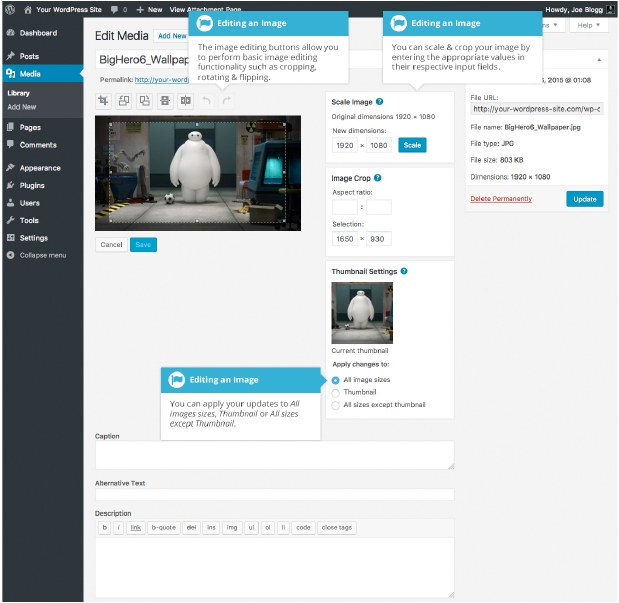 Your WordPress Site 0 + New View Attachment Page Howdy, Joe Blogg
Dashboard
Posts
Media
Library
Add New
Pages
Comments
Appearance
Plugins
Users
Tools
Settings
Collapse menu
Edit Media Add New
Help ▼
Editing an Image
The image editing buttons allow you
to perform basic image editing
functionality such as cropping,
rotating & flipping.
Editing an Image
You can scale & crop your image by
entering the appropriate values in
their respective input fields.
BigHero6_Wallpap
Permalink: http://your-word
, 2015 @ 01:08
Scale Image ?
Original dimensions 1920 × 1080
New dimensions:
1920 × 1080 Scale
Image Crop ?
Aspect ratio:
:
Selection:
1650 × 930
Cancel Save
Thumbnail Settings ?
Current thumbnail
Apply changes to:
All image sizes
Thumbnail
All sizes except thumbnail
File URL:
http://your-wordpress-site.com/wp-c
File name: BigHero6_Wallpaper.jpg
File type: JPG
File size: 803 KB
Dimensions: 1920 × 1080
Delete Permanently Update
Editing an Image
You can apply your updates to All
images sizes, Thumbnail or All sizes
except Thumbnail.
Caption
Alternative Text
Description
b i link b-quote del ins img ul ol li code close tags